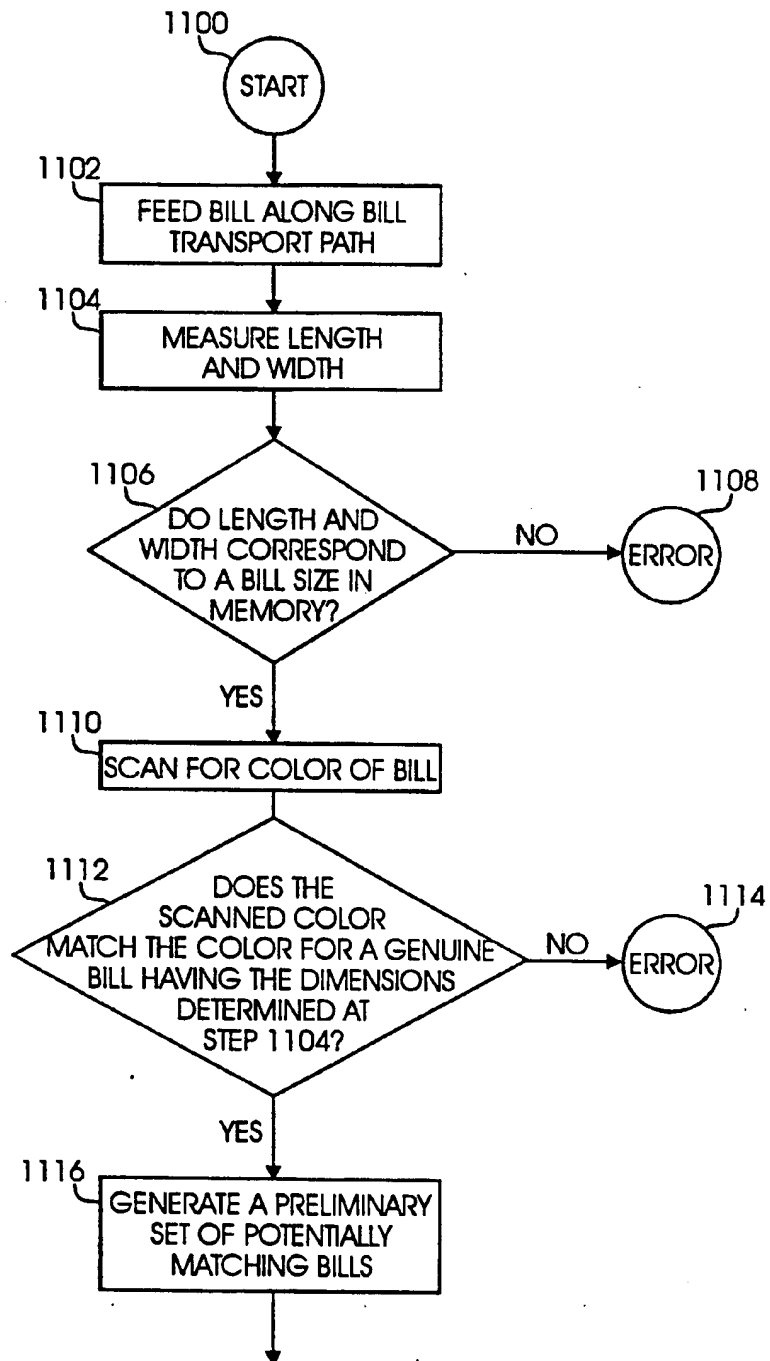 1100
START
1102
FEED BILL ALONG BILL
TRANSPORT PATH
1104
MEASURE LENGTH
AND WIDTH
1106
DO LENGTH AND
WIDTH CORRESPOND
TO A BILL SIZE IN
MEMORY?
NO
1108
ERROR
YES
1110
SCAN FOR COLOR OF BILL
1112
DOES THE
SCANNED COLOR
MATCH THE COLOR FOR A GENUINE
BILL HAVING THE DIMENSIONS
DETERMINED AT
STEP 1104?
NO
1114
ERROR
YES
1116
GENERATE A PRELIMINARY
SET OF POTENTIALLY
MATCHING BILLS